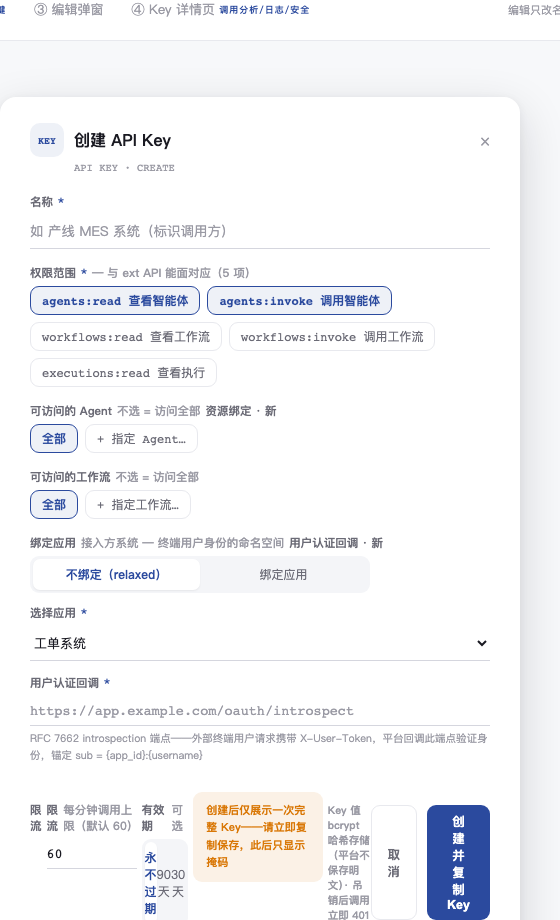 ③ 编辑弹窗 ④ Key 详情页 调用分析/日志/安全 编辑只改名
KEY 创建 API Key ×
API KEY · CREATE
名称 *
如 产线 MES 系统（标识调用方）
权限范围 * — 与 ext API 能面对应（5 项）
agents:read 查看智能体 agents:invoke 调用智能体
workflows:read 查看工作流 workflows:invoke 调用工作流
executions:read 查看执行
可访问的 Agent 不选 = 访问全部 资源绑定 · 新
全部 + 指定 Agent…
可访问的工作流 不选 = 访问全部
全部 + 指定工作流…
绑定应用 接入方系统 — 终端用户身份的命名空间 用户认证回调 · 新
不绑定（relaxed） 绑定应用
选择应用 *
工单系统
用户认证回调 *
https://app.example.com/oauth/introspect
RFC 7662 introspection 端点——外部终端用户请求携带 X-User-Token，平台回调此端点验证身
份，锚定 sub = {app_id}:{username}
限流
限流
每分钟调用上
限（默认 60）
60
有效期
可选
永不过期
90天
30天
创建后仅展示一次完
整 Key——请立即复
制保存，此后只显示
掩码
Key 值
bcrypt
哈希存储
（平台不
保存明
文）· 吊
销后调用
立即 401
取消
创建并复制
Key